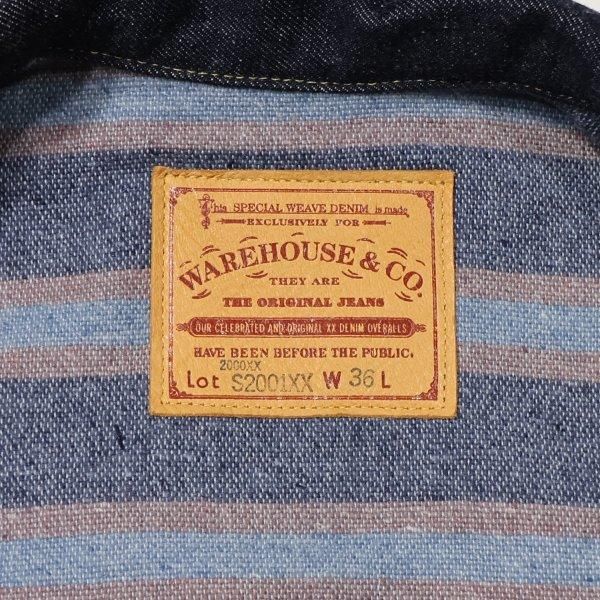 This SPECIAL WEAVE DENIM is made
EXCLUSIVELY FOR
WAREHOUSE & CO.
THEY ARE
THE ORIGINAL JEANS
OUR CELEBRATED AND ORIGINAL XX DENIM OVERALLS
HAVE BEEN BEFORE THE PUBLIC.
2000XX
Lot S2001XX W 36 L